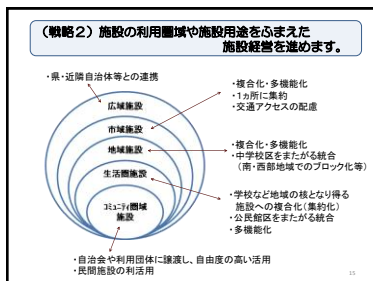 （戦略２）施設の利用圏域や施設用途をふまえた
施設経営を進めます。
・県・近隣自治体等との連携
広域施設
市域施設
地域施設
生活圏施設
コミュニティ圏域
施設
・複合化・多機能化
・１ヵ所に集約
・交通アクセスの配慮
・複合化・多機能化
・中学校区をまたがる統合
（南・西部地域でのブロック化等）
・学校など地域の核となり得る
施設への複合化（集約化）
・公民館区をまたがる統合
・多機能化
・自治会や利用団体に譲渡し、自由度の高い活用
・民間施設の利活用
15